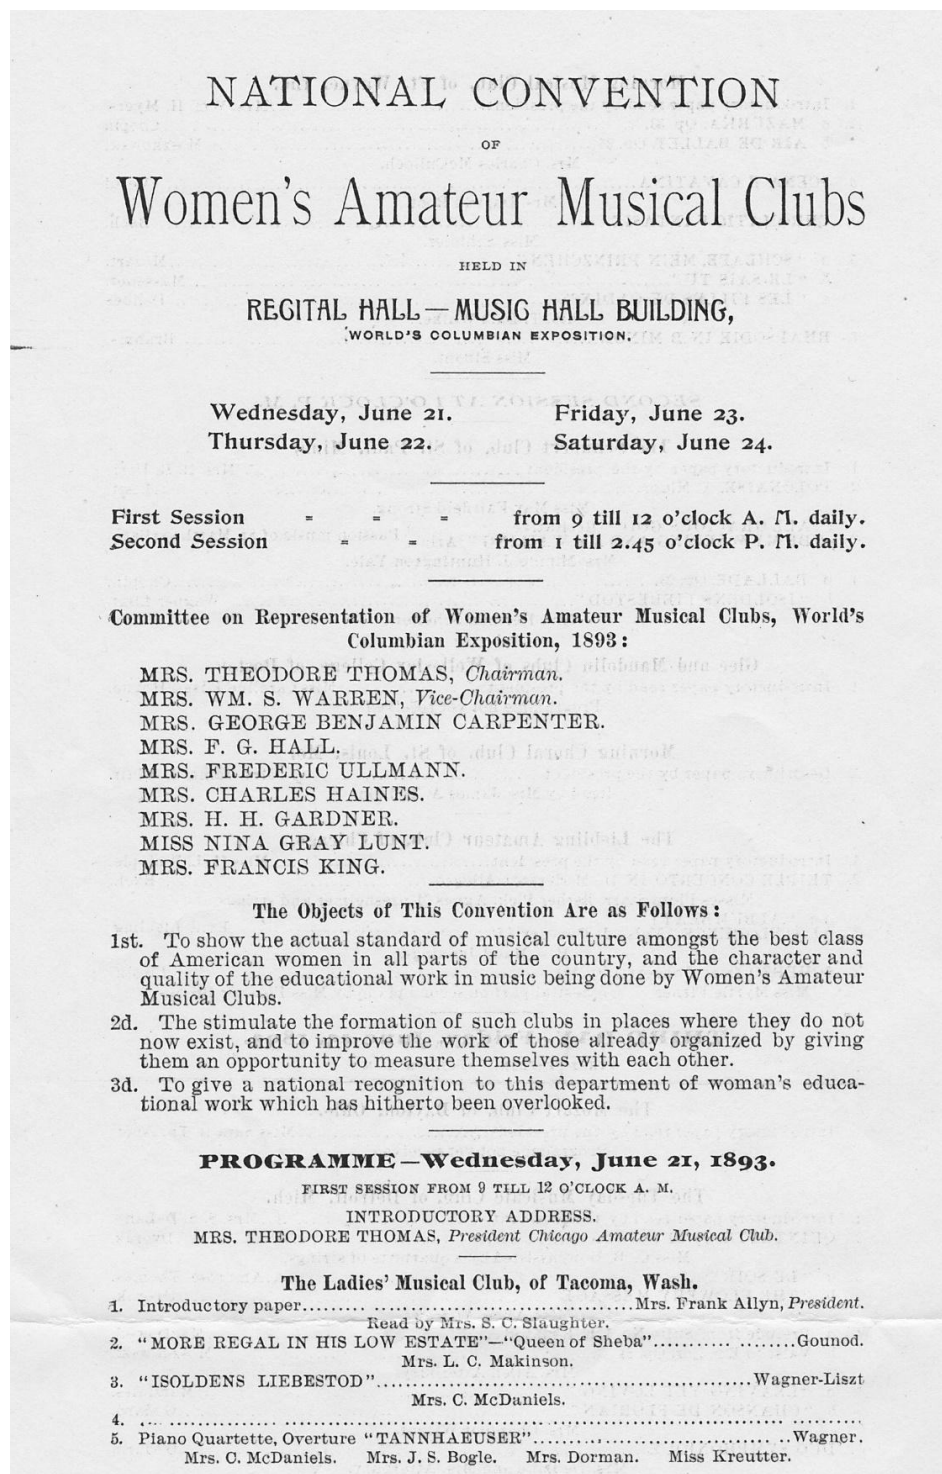 NATIONAL CONVENTION
OF
Women's Amateur Musical Clubs
HELD IN
RECITAL HALL — MUSIC HALL BUILDING,
WORLD'S COLUMBIAN EXPOSITION.
Wednesday, June 21. Friday, June 23.
Thursday, June 22. Saturday, June 24.
First Session = = = from 9 till 12 o'clock A. M. daily.
Second Session = = from 1 till 2.45 o'clock P. M. daily.
Committee on Representation of Women's Amateur Musical Clubs, World's
Columbian Exposition, 1893:
MRS. THEODORE THOMAS, Chairman.
MRS. WM. S. WARREN, Vice-Chairman.
MRS. GEORGE BENJAMIN CARPENTER.
MRS. F. G. HALL.
MRS. FREDERIC ULLMANN.
MRS. CHARLES HAINES.
MRS. H. H. GARDNER.
MISS NINA GRAY LUNT.
MRS. FRANCIS KING.
The Objects of This Convention Are as Follows:
1st. To show the actual standard of musical culture amongst the best class
of American women in all parts of the country, and the character and
quality of the educational work in music being done by Women's Amateur
Musical Clubs.
2d. The stimulate the formation of such clubs in places where they do not
now exist, and to improve the work of those already organized by giving
them an opportunity to measure themselves with each other.
3d. To give a national recognition to this department of woman's educa-
tional work which has hitherto been overlooked.
PROGRAMME—Wednesday, June 21, 1893.
FIRST SESSION FROM 9 TILL 12 O'CLOCK A. M.
INTRODUCTORY ADDRESS.
MRS. THEODORE THOMAS, President Chicago Amateur Musical Club.
The Ladies' Musical Club, of Tacoma, Wash.
1. Introductory paper........ ........................................Mrs. Frank Allyn, President.
Read by Mrs. S. C. Slaughter.
2. "MORE REGAL IN HIS LOW ESTATE"—"Queen of Sheba"........... ........Gounod.
Mrs. L. C. Makinson.
3. "ISOLDENS LIEBESTOD"......................................................Wagner-Liszt
Mrs. C. McDaniels.
4. .... ..................................................................................... ..........
5. Piano Quartette, Overture "TANNHAEUSER"..................................... ..Wagner.
Mrs. C. McDaniels. Mrs. J. S. Bogle. Mrs. Dorman. Miss Kreutter.